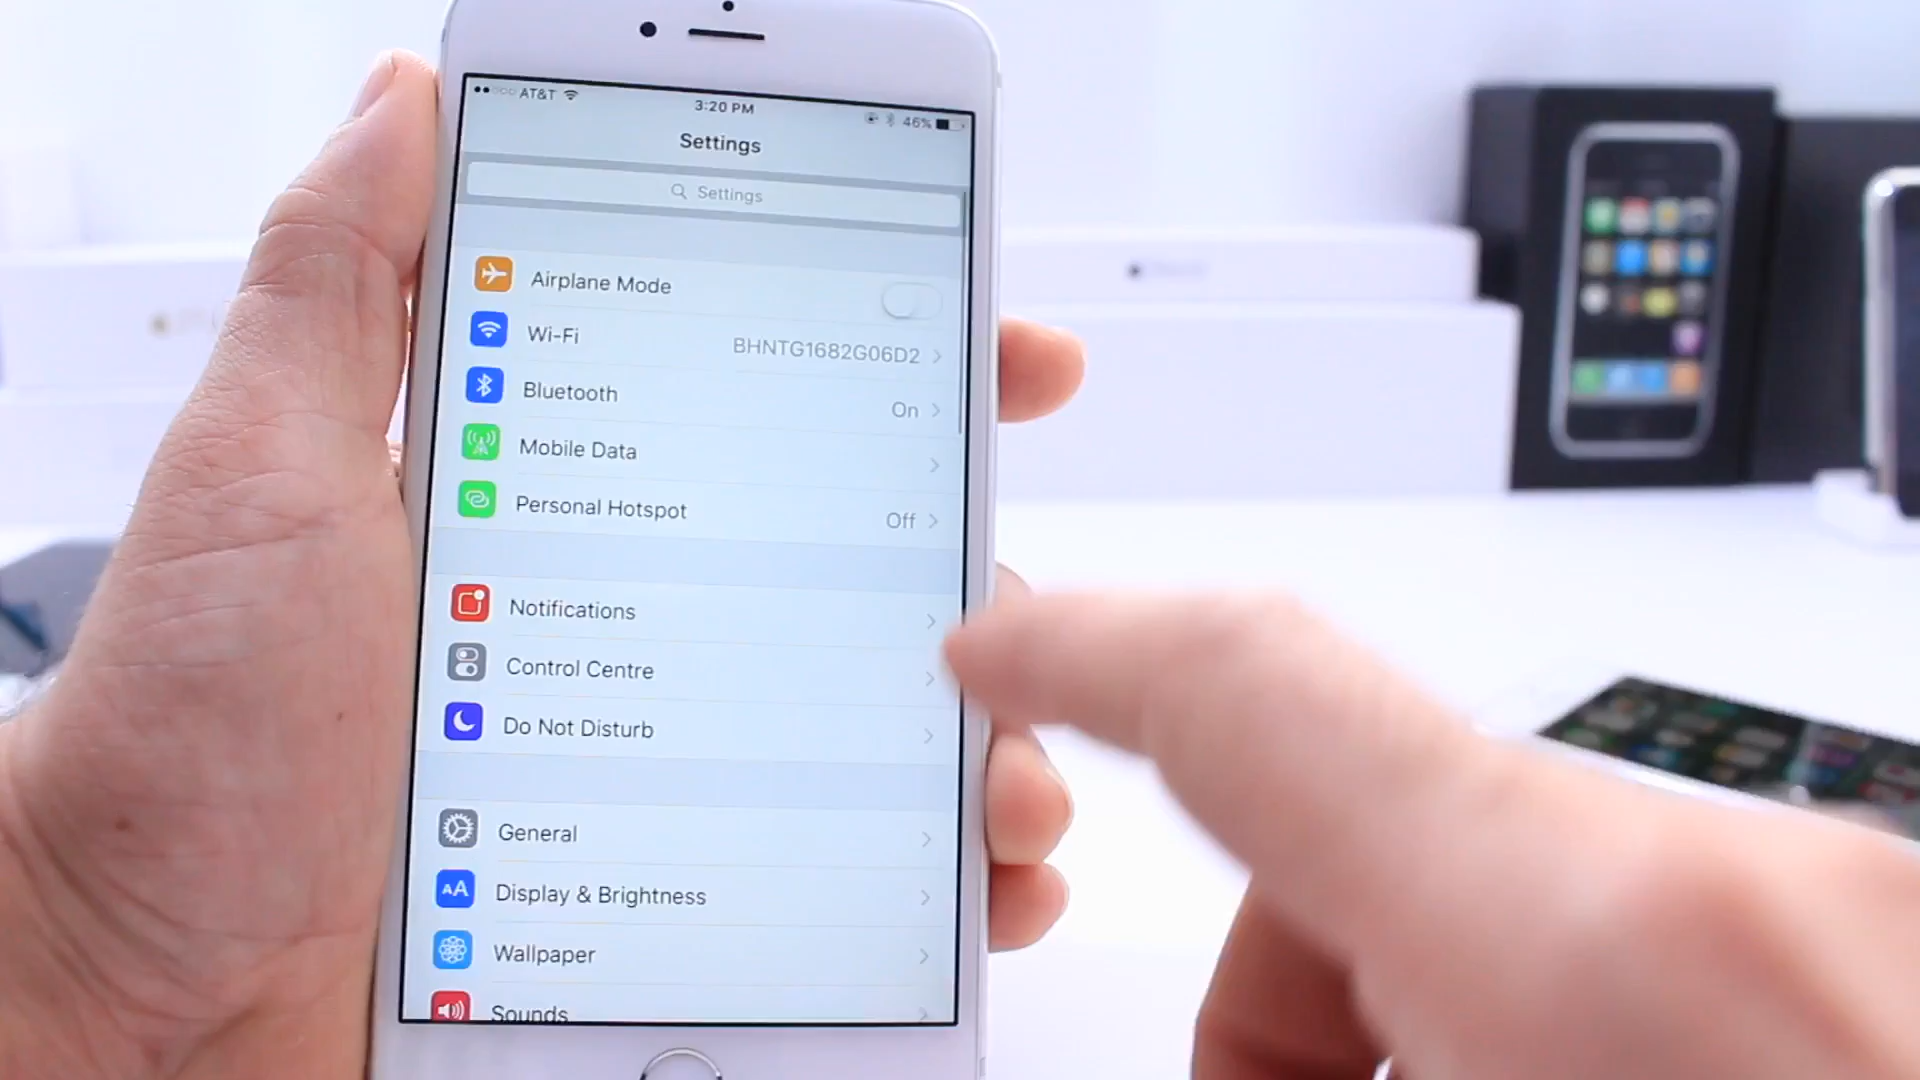 AT&T 3:20 PM 46%
Settings
Settings
Airplane Mode
Wi-Fi BHNTG1682G06D2
Bluetooth On
Mobile Data
Personal Hotspot Off
Notifications
Control Centre
Do Not Disturb
General
AA Display & Brightness
Wallpaper
Sounds